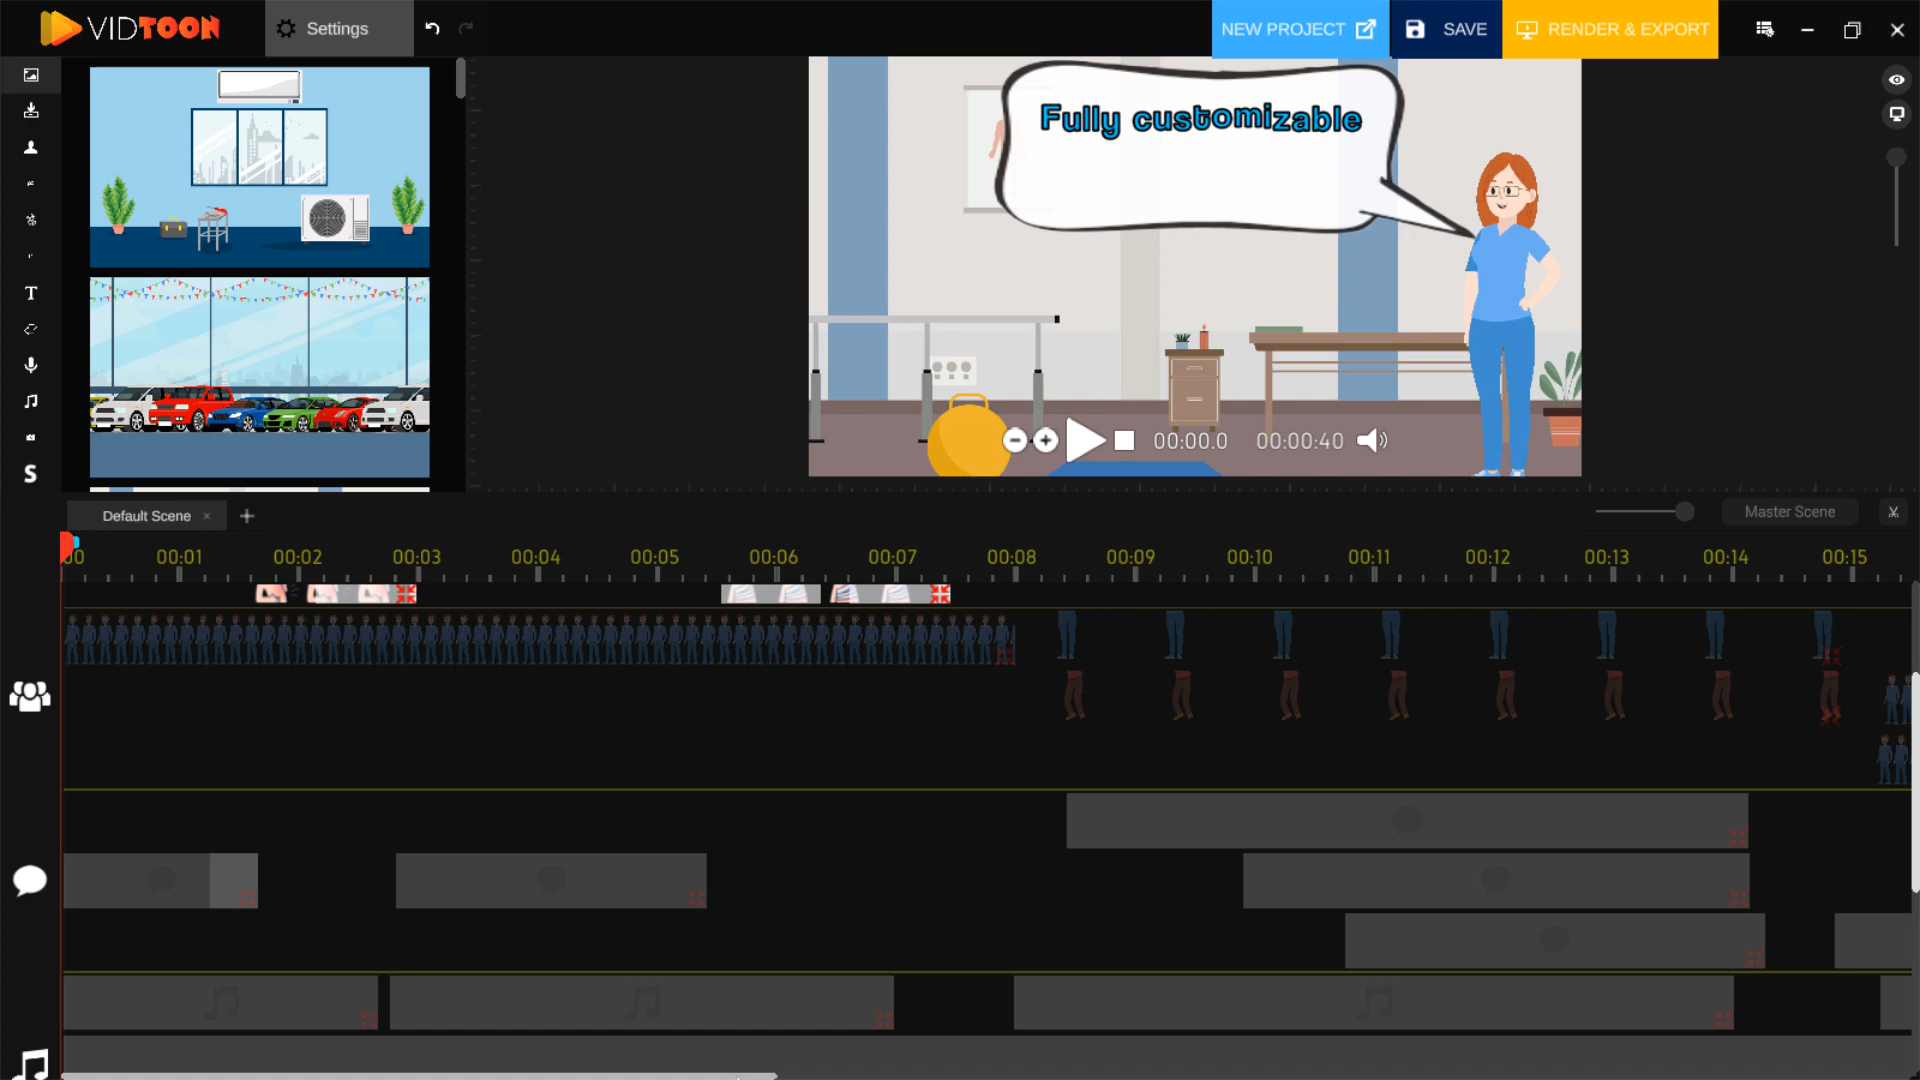 VIDTOON
Settings
NEW PROJECT
SAVE
RENDER & EXPORT
Fully customizable
T
S
00:00.0
00:00:40
Default Scene
Master Scene
00
00:01
00:02
00:03
00:04
00:05
00:06
00:07
00:08
00:09
00:10
00:11
00:12
00:13
00:14
00:15